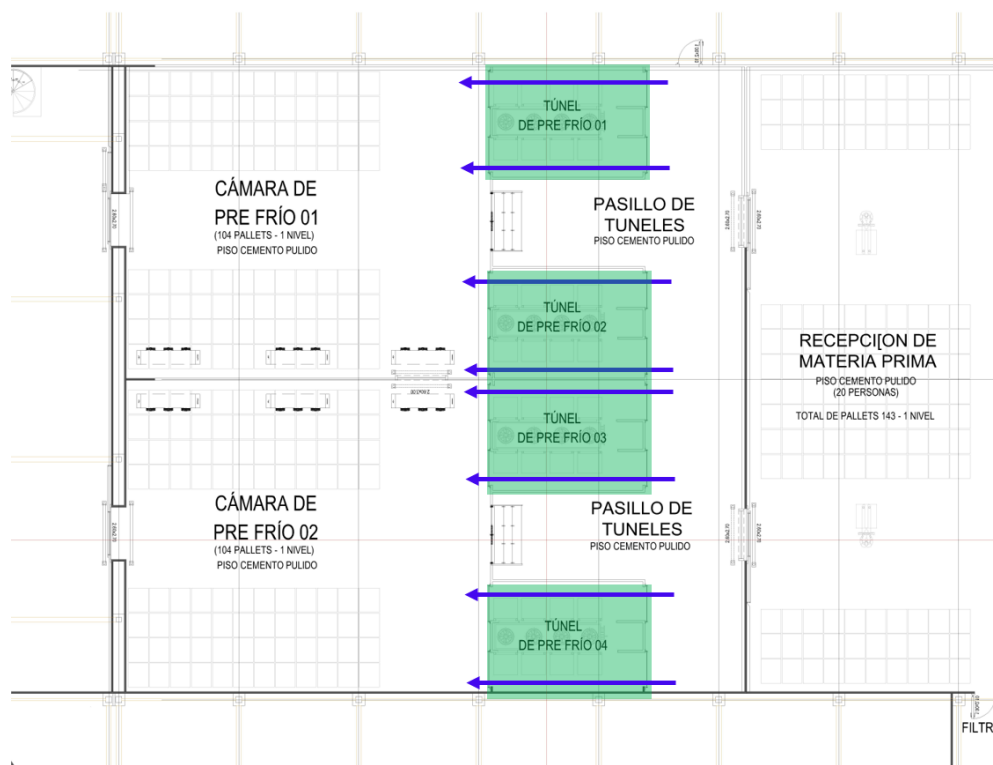 TÚNEL
DE PRE FRÍO 01
CÁMARA DE
PRE FRÍO 01
(104 PALLETS - 1 NIVEL)
PISO CEMENTO PULIDO
PASILLO DE
TUNELES
PISO CEMENTO PULIDO
TÚNEL
DE PRE FRÍO 02
RECEPCI[ON DE
MATERIA PRIMA
PISO CEMENTO PULIDO
(20 PERSONAS)
TOTAL DE PALLETS 143 - 1 NIVEL
TÚNEL
DE PRE FRÍO 03
CÁMARA DE
PRE FRÍO 02
(104 PALLETS - 1 NIVEL)
PISO CEMENTO PULIDO
PASILLO DE
TUNELES
PISO CEMENTO PULIDO
TÚNEL
DE PRE FRÍO 04
FILTR